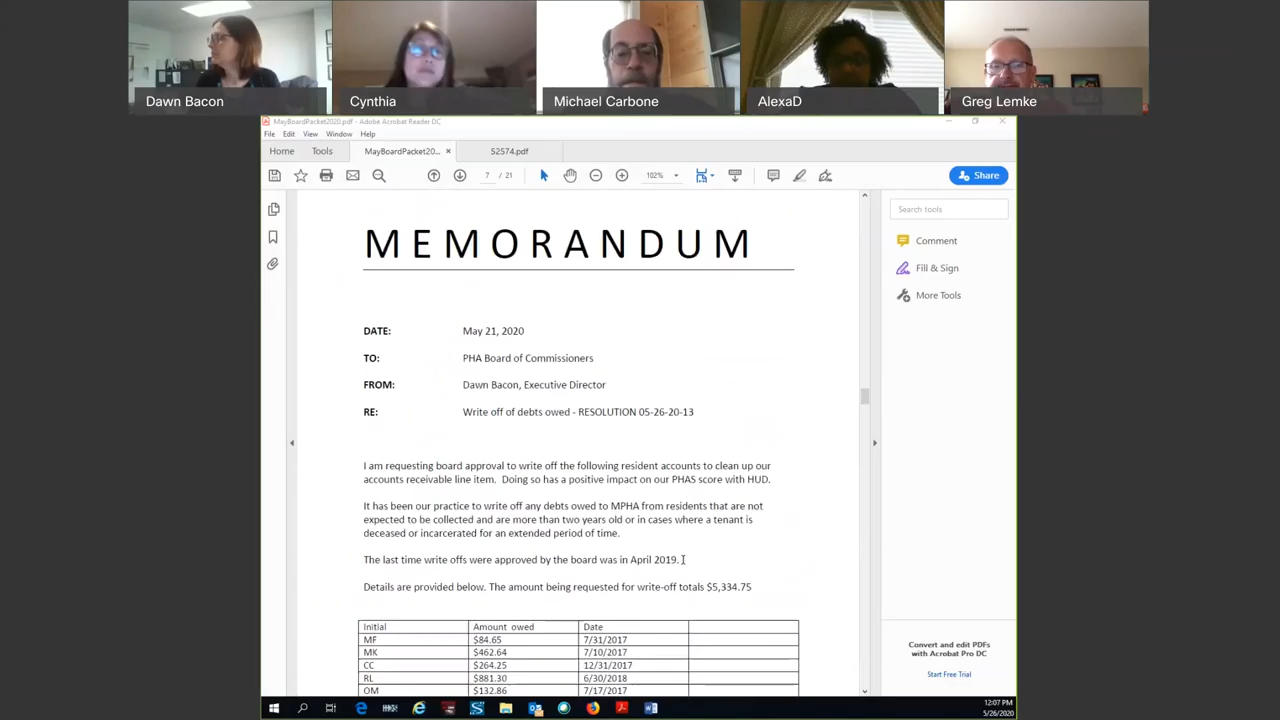 Dawn Bacon
Cynthia
Michael Carbone
AlexaD
Greg Lemke
MayBoardPacket2020.pdf - Adobe Acrobat Reader DC
File Edit View Window Help
Home Tools MayBoardPacket20... × 52574.pdf
7 / 21 102% Share
Search tools
Comment
Fill & Sign
More Tools
MEMORANDUM
DATE: May 21, 2020
TO: PHA Board of Commissioners
FROM: Dawn Bacon, Executive Director
RE: Write off of debts owed - RESOLUTION 05-26-20-13
I am requesting board approval to write off the following resident accounts to clean up our
accounts receivable line item. Doing so has a positive impact on our PHAS score with HUD.
It has been our practice to write off any debts owed to MPHA from residents that are not
expected to be collected and are more than two years old or in cases where a tenant is
deceased or incarcerated for an extended period of time.
The last time write offs were approved by the board was in April 2019.
Details are provided below. The amount being requested for write-off totals $5,334.75
Initial Amount owed Date
MF $84.65 7/31/2017
MK $462.64 7/10/2017
CC $264.25 12/31/2017
RL $881.30 6/30/2018
OM $132.86 7/17/2017
Convert and edit PDFs
with Acrobat Pro DC
Start Free Trial
12:07 PM
5/26/2020